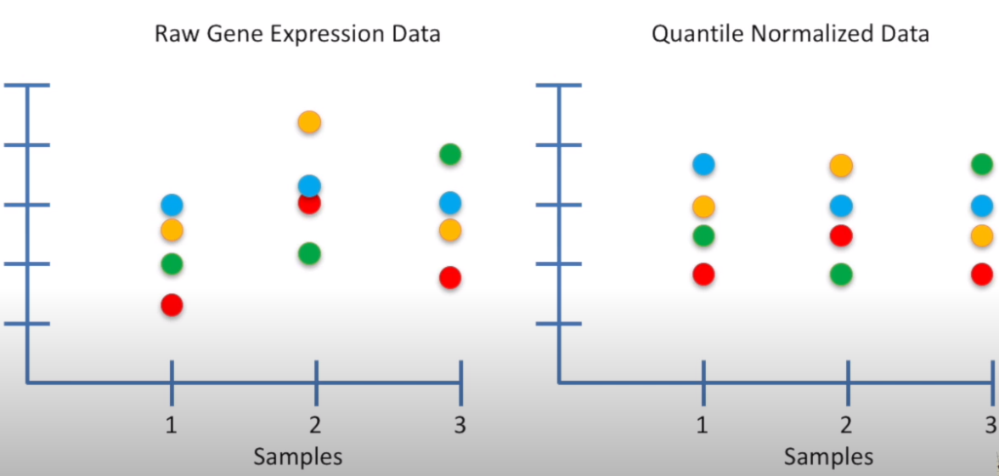 Raw Gene Expression Data
1 2 3
Samples
Quantile Normalized Data
1 2 3
Samples